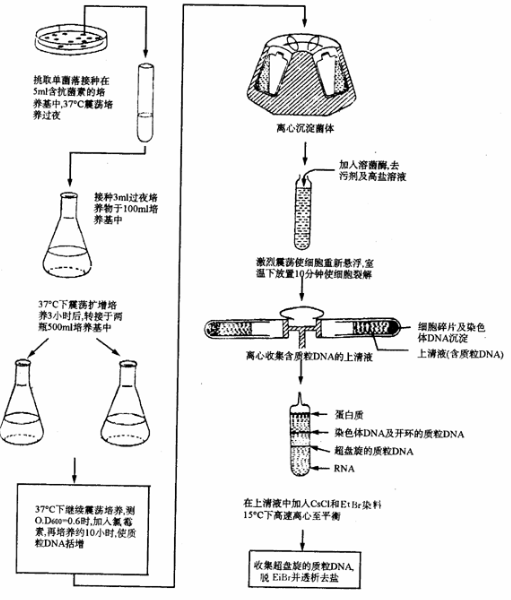 挑取单菌落接种在
5ml含抗菌素的培
养基中,37°C震荡培
养过夜
接种3ml过夜培
养物于100ml培
养基中
37°C下震荡扩增培
养3小时后,转接于两
瓶500ml培养基中
37°C下继续震荡培养,测
O.D600=0.6时,加入氯霉
素,再培养约10小时,使质
粒DNA括增
离心沉淀菌体
加入溶菌酶,去
污剂及高盐溶液
激烈震荡使细胞重新悬浮,室
温下放置10分钟使细胞裂解
细胞碎片及染色
体DNA沉淀
上清液(含质粒DNA)
离心收集含质粒DNA的上清液
蛋白质
染色体DNA及开环的质粒DNA
超盘旋的质粒DNA
RNA
在上清液中加入CsCl和EtBr染料
15°C下高速离心至平衡
收集超盘旋的质粒DNA,
脱 EiBr并透析去盐